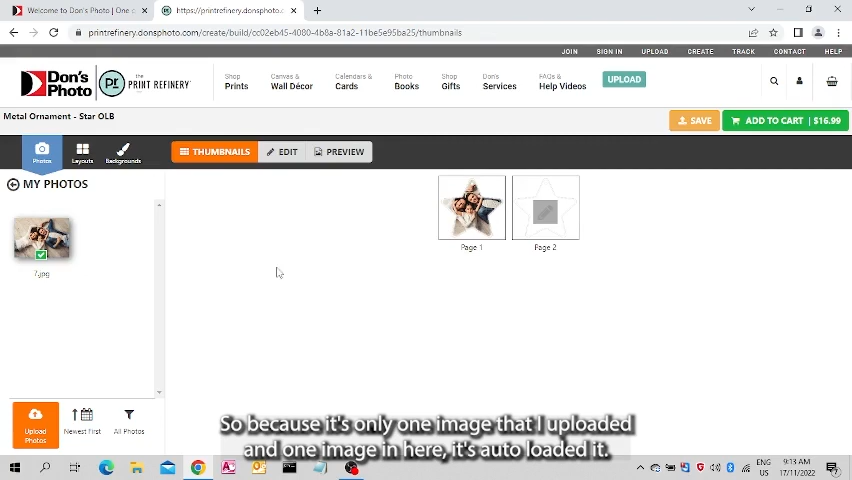 Welcome to Don's Photo | One o
https://printrefinery.donsphoto.c
printrefinery.donsphoto.com/create/build/cc02eb45-4080-4b8a-81a2-11be5e95ba25/thumbnails
JOIN SIGN IN UPLOAD CREATE TRACK CONTACT HELP
Don's Photo
Pr the PRINT REFINERY
Shop Prints
Canvas & Wall Décor
Calendars & Cards
Photo Books
Shop Gifts
Don's Services
FAQs & Help Videos
UPLOAD
Metal Ornament - Star OLB
SAVE
ADD TO CART | $16.99
Photos
Layouts
Backgrounds
THUMBNAILS
EDIT
PREVIEW
MY PHOTOS
7.jpg
Page 1
Page 2
Upload Photos
Newest First
All Photos
So because it's only one image that I uploaded
and one image in here, it's auto loaded it.
ENG
US
9:13 AM
17/11/2022